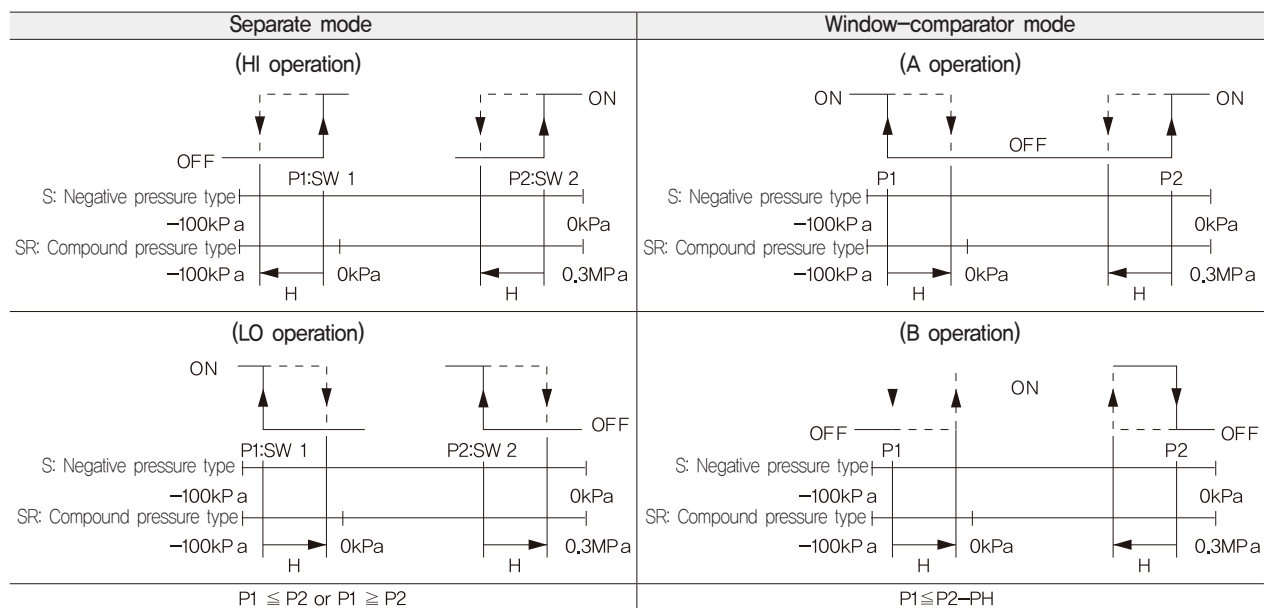 Separate mode
Window-comparator mode
(HI operation)
ON
OFF
P1:SW 1
P2:SW 2
S: Negative pressure type
-100kPa
0kPa
SR: Compound pressure type
-100kPa
0kPa
0.3MPa
H
H
(A operation)
ON
ON
OFF
P1
P2
S: Negative pressure type
-100kPa
0kPa
SR: Compound pressure type
-100kPa
0kPa
0.3MPa
H
H
(LO operation)
ON
OFF
P1:SW 1
P2:SW 2
S: Negative pressure type
-100kPa
0kPa
SR: Compound pressure type
-100kPa
0kPa
0.3MPa
H
H
(B operation)
ON
OFF
OFF
P1
P2
S: Negative pressure type
-100kPa
0kPa
SR: Compound pressure type
-100kPa
0kPa
0.3MPa
H
H
P1 ≦ P2 or P1 ≧ P2
P1≦P2-PH